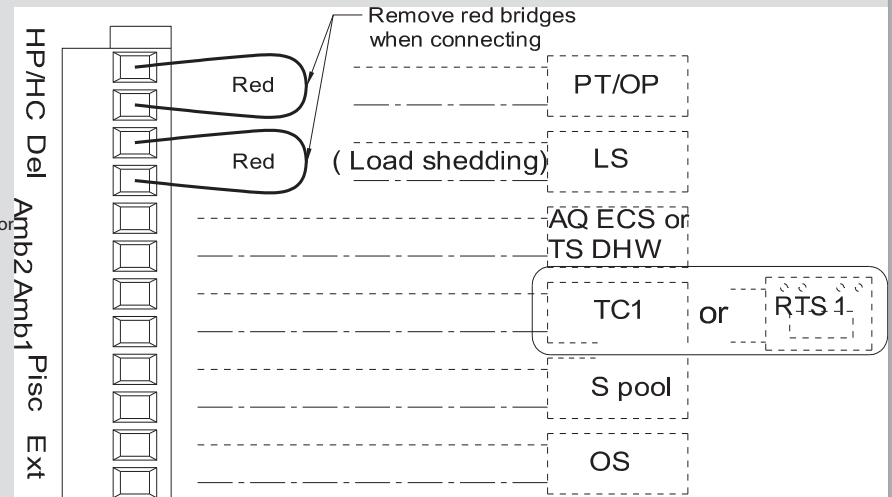 Remove red bridges
when connecting
HP/HC
Red
PT/OP
Del
Red
( Load shedding)
LS
or
Amb2
AQ ECS or
TS DHW
Amb1
TC1
or
RTS 1
Pisc
S pool
Ext
OS